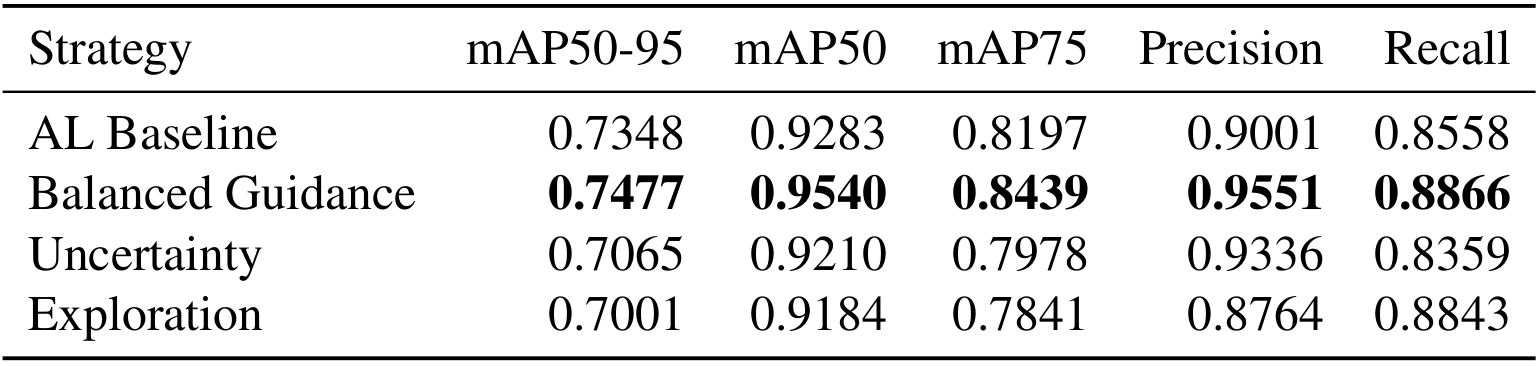 Strategy mAP50-95 mAP50 mAP75 Precision Recall
AL Baseline 0.7348 0.9283 0.8197 0.9001 0.8558
Balanced Guidance 0.7477 0.9540 0.8439 0.9551 0.8866
Uncertainty 0.7065 0.9210 0.7978 0.9336 0.8359
Exploration 0.7001 0.9184 0.7841 0.8764 0.8843